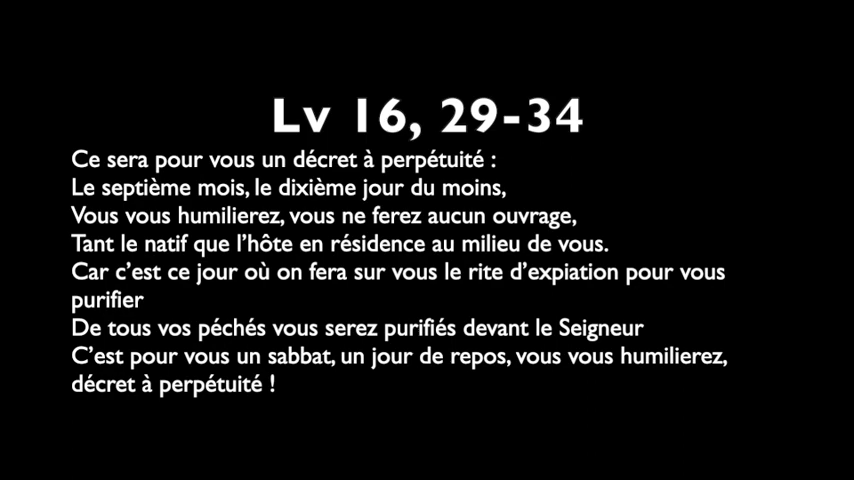 Lv 16, 29-34
Ce sera pour vous un décret à perpétuité :
Le septième mois, le dixième jour du moins,
Vous vous humilierez, vous ne ferez aucun ouvrage,
Tant le natif que l’hôte en résidence au milieu de vous.
Car c’est ce jour où on fera sur vous le rite d’expiation pour vous
purifier
De tous vos péchés vous serez purifiés devant le Seigneur
C’est pour vous un sabbat, un jour de repos, vous vous humilierez,
décret à perpétuité !